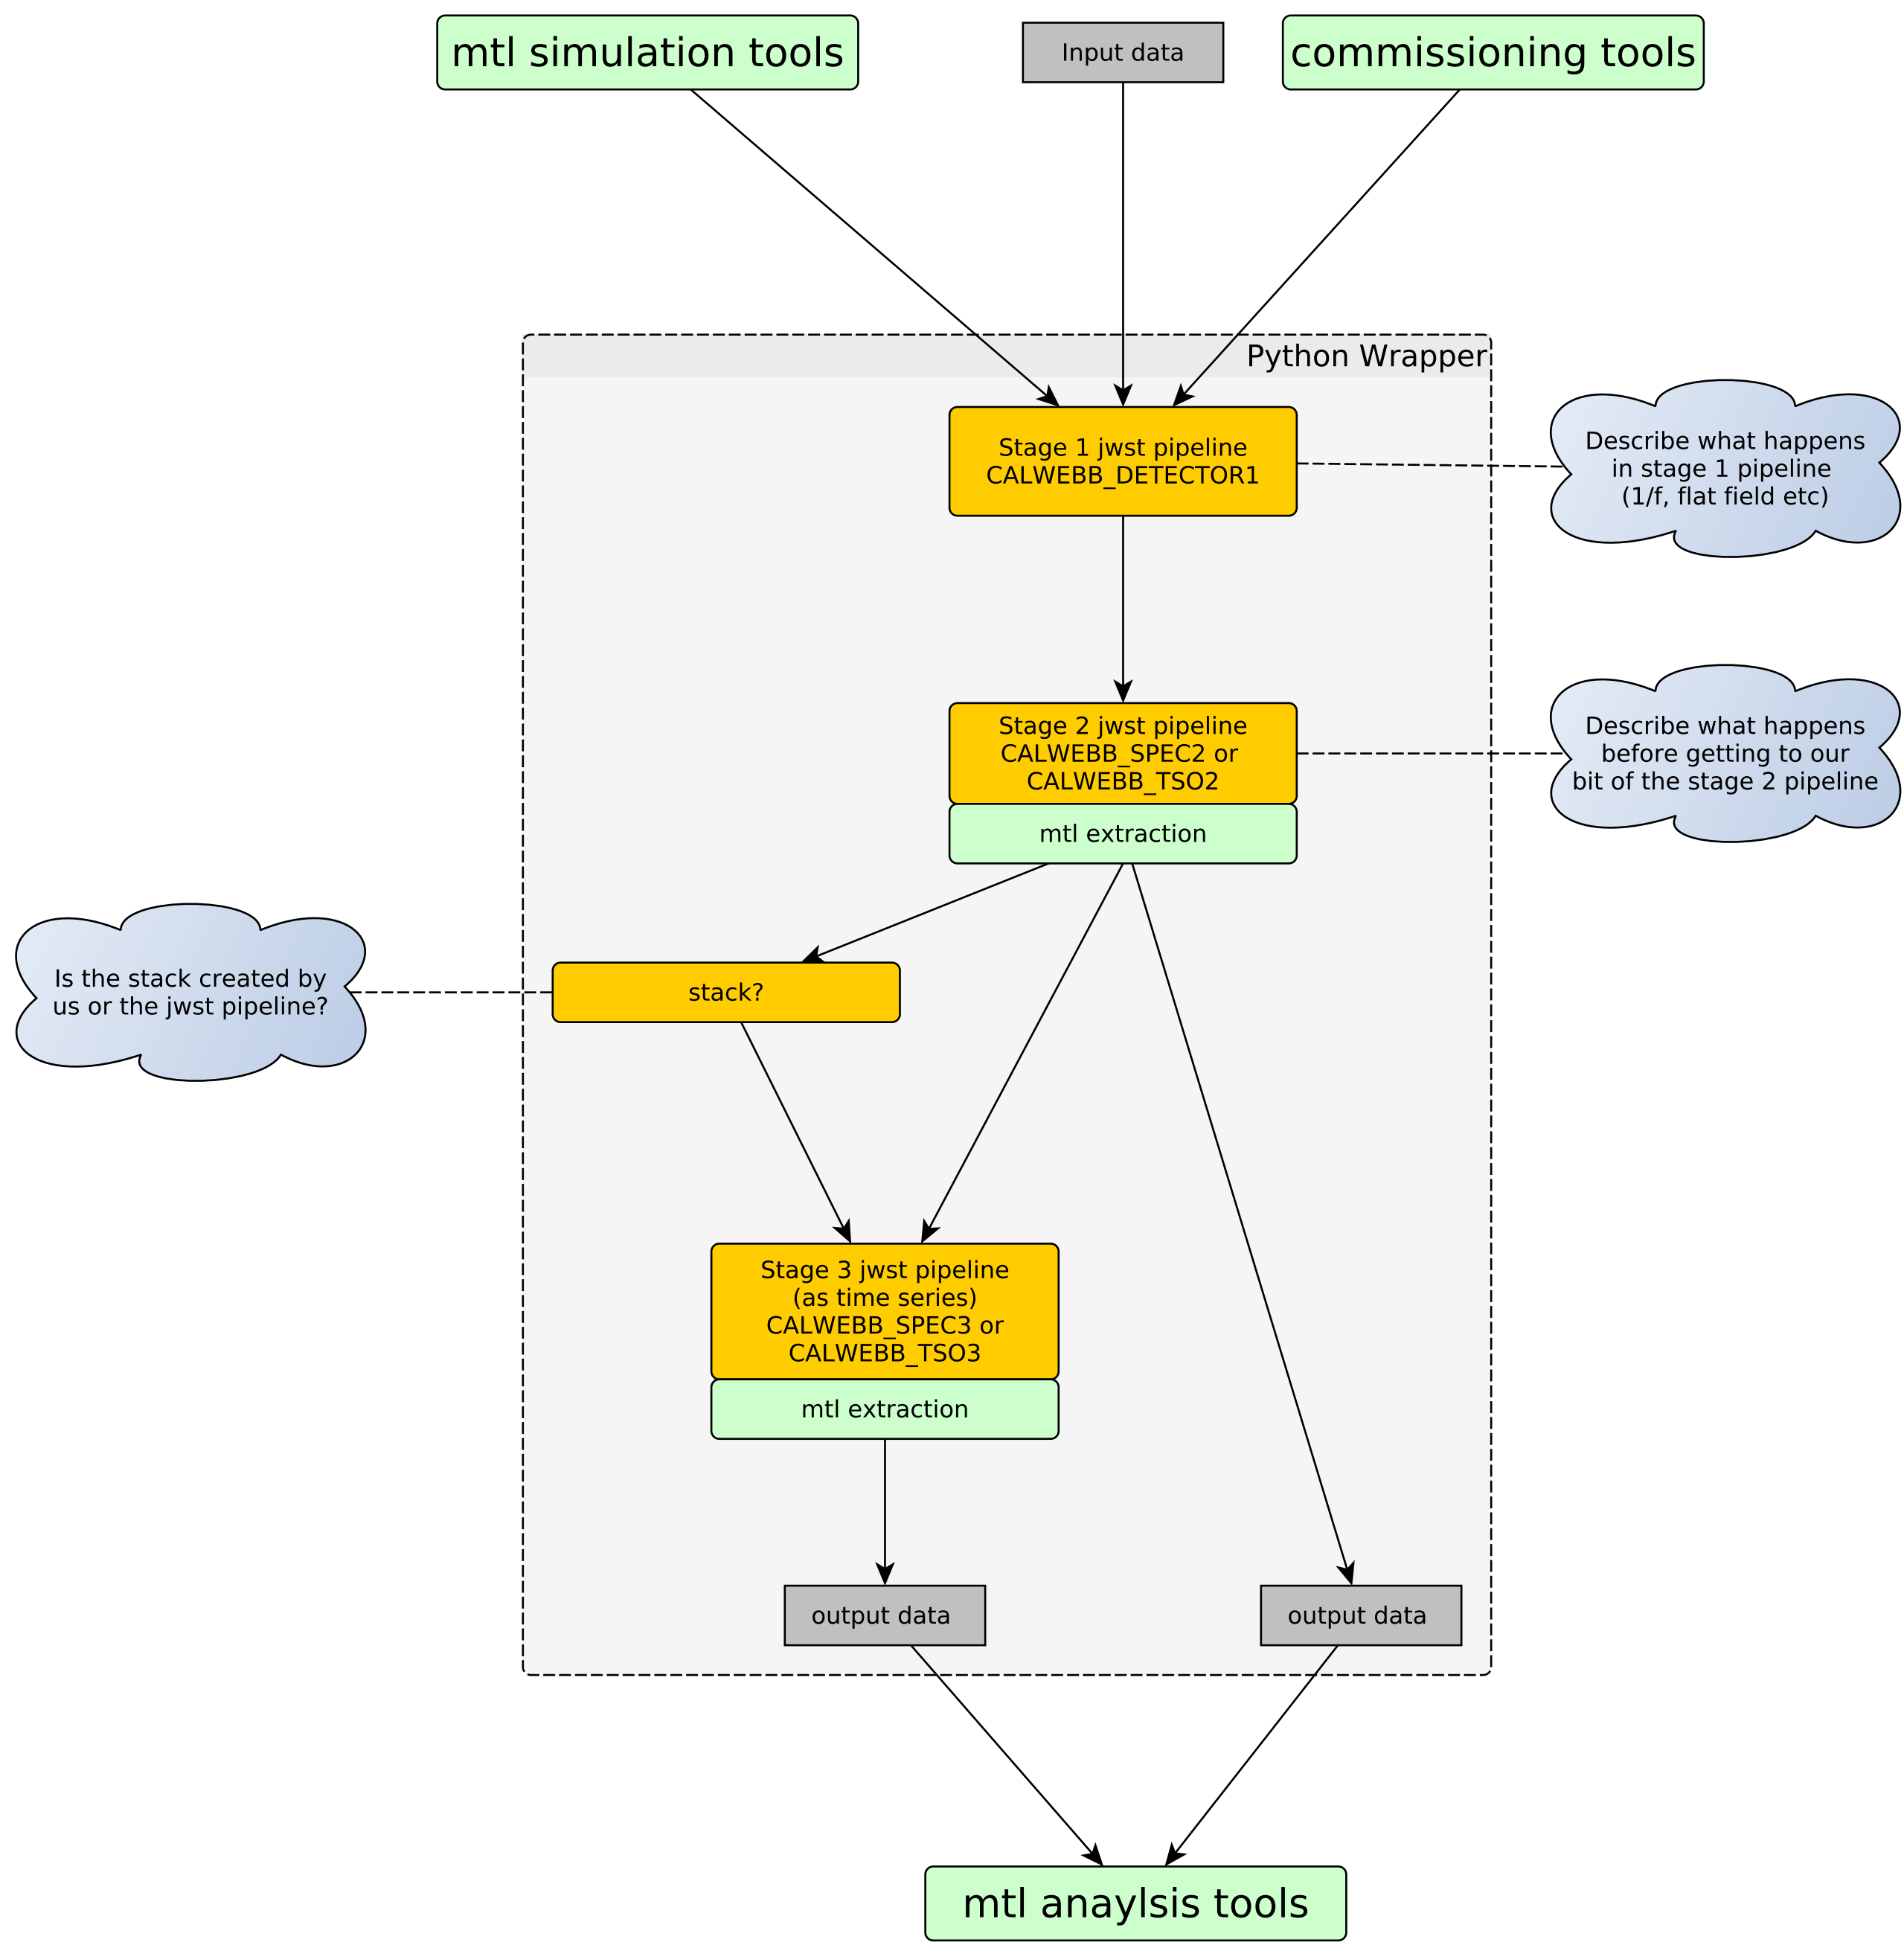 mtl simulation tools
Input data
commissioning tools
Python Wrapper
Stage 1 jwst pipeline
CALWEBB_DETECTOR1
Describe what happens
in stage 1 pipeline
(1/f, flat field etc)
Stage 2 jwst pipeline
CALWEBB_SPEC2 or
CALWEBB_TSO2
mtl extraction
Describe what happens
before getting to our
bit of the stage 2 pipeline
Is the stack created by
us or the jwst pipeline?
stack?
Stage 3 jwst pipeline
(as time series)
CALWEBB_SPEC3 or
CALWEBB_TSO3
mtl extraction
output data
output data
mtl anaylsis tools